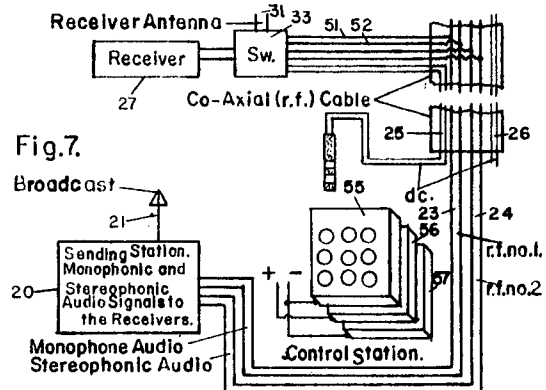 Receiver Antenna
31
33
51
52
Receiver
Sw.
27
Co-Axial (r.f.) Cable
25
26
Fig.7.
Broadcast
dc.
55
23
24
21
56
r.f.no.1.
20
Sending
Station.
Monophonic and
Stereophonic
Audio Signals to
the Receivers.
+ -
57
r.f.no.2
Monophone Audio
Stereophonic Audio
Control Station.